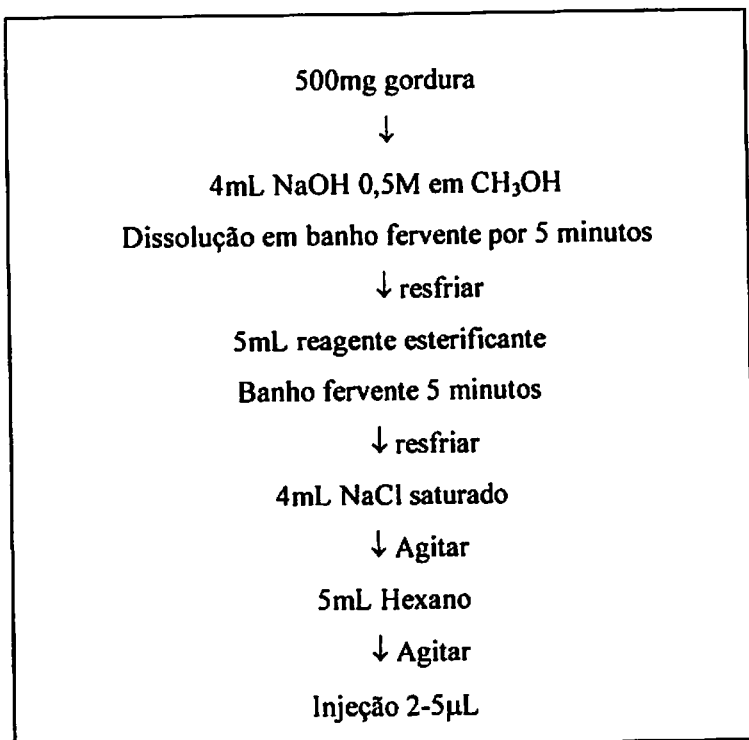 500mg gordura
↓
4mL NaOH 0,5M em CH₃OH
Dissolução em banho fervente por 5 minutos
↓ resfriar
5mL reagente esterificante
Banho fervente 5 minutos
↓ resfriar
4mL NaCl saturado
↓ Agitar
5mL Hexano
↓ Agitar
Injeção 2-5μL